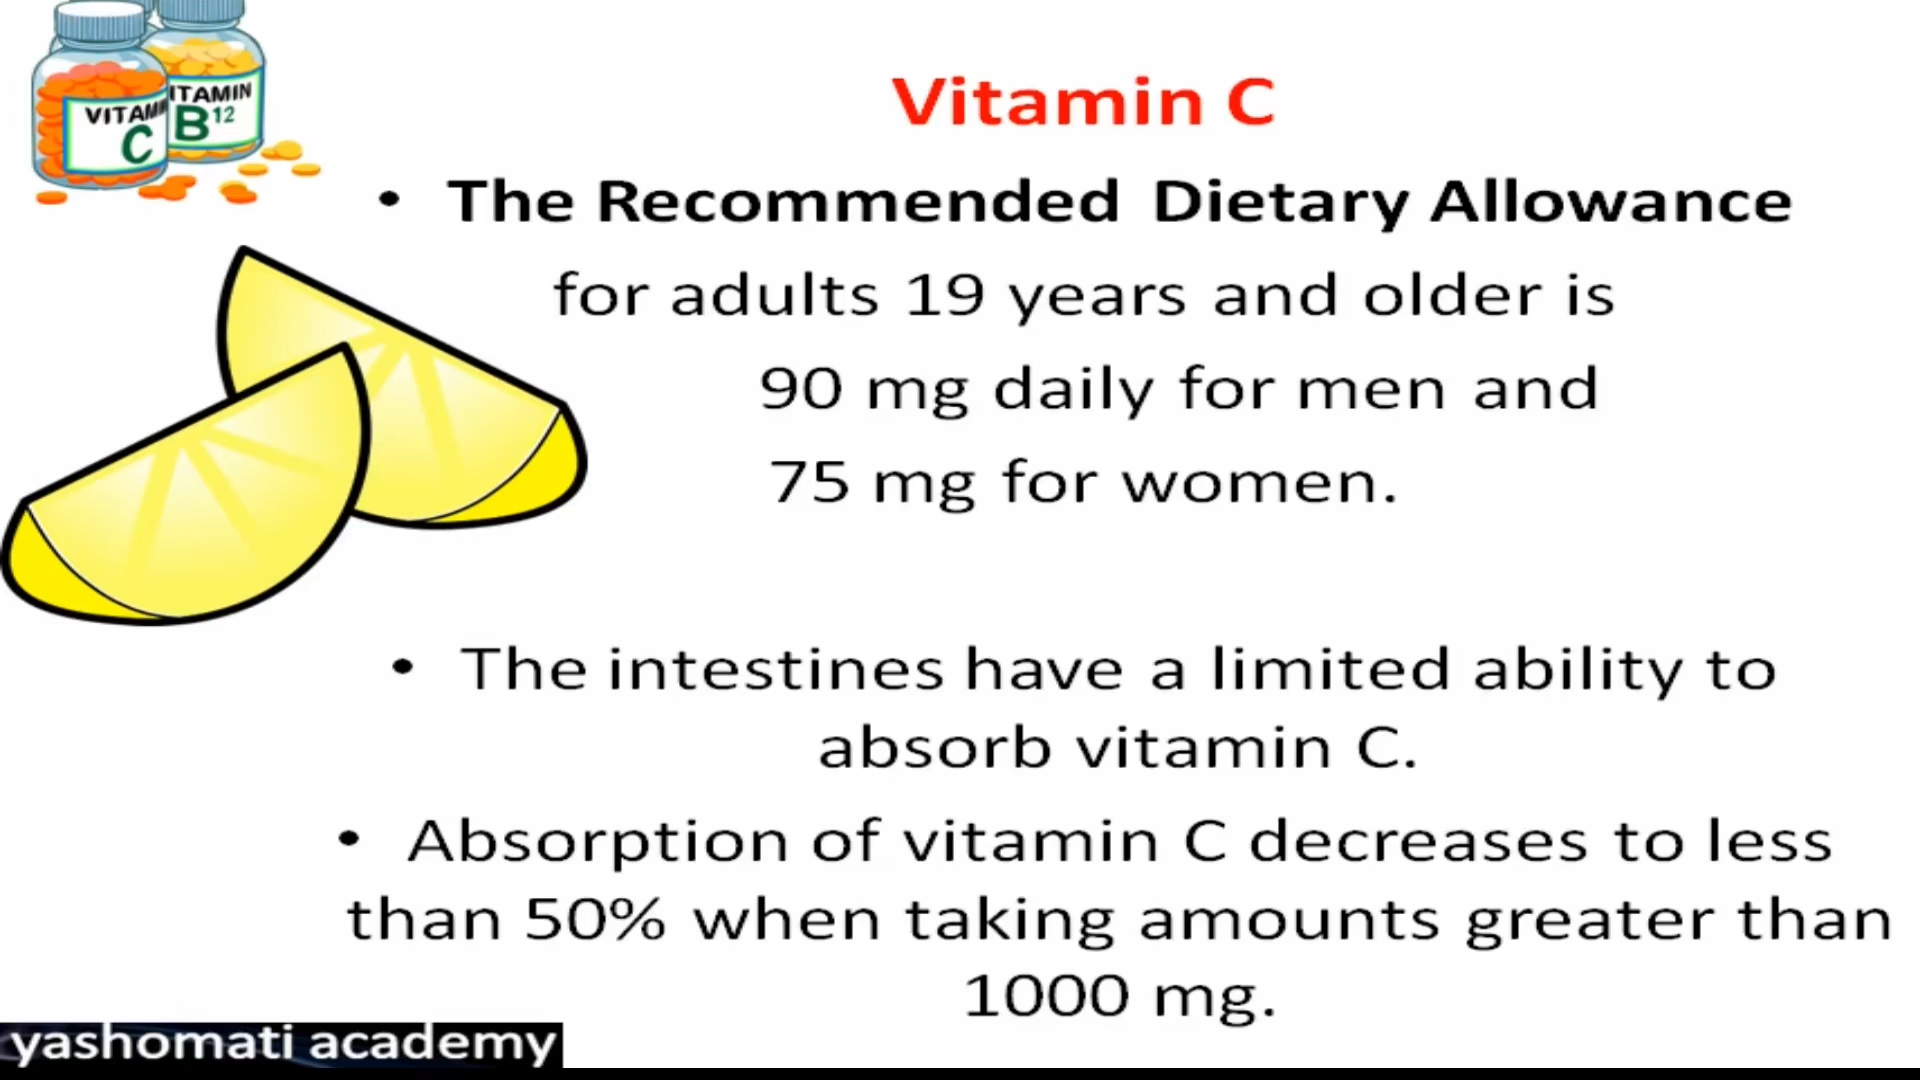 VITAMIN
B12
VITAM
C
Vitamin C
• The Recommended Dietary Allowance
for adults 19 years and older is
90 mg daily for men and
75 mg for women.
• The intestines have a limited ability to
absorb vitamin C.
• Absorption of vitamin C decreases to less
than 50% when taking amounts greater than
1000 mg.
yashomati academy